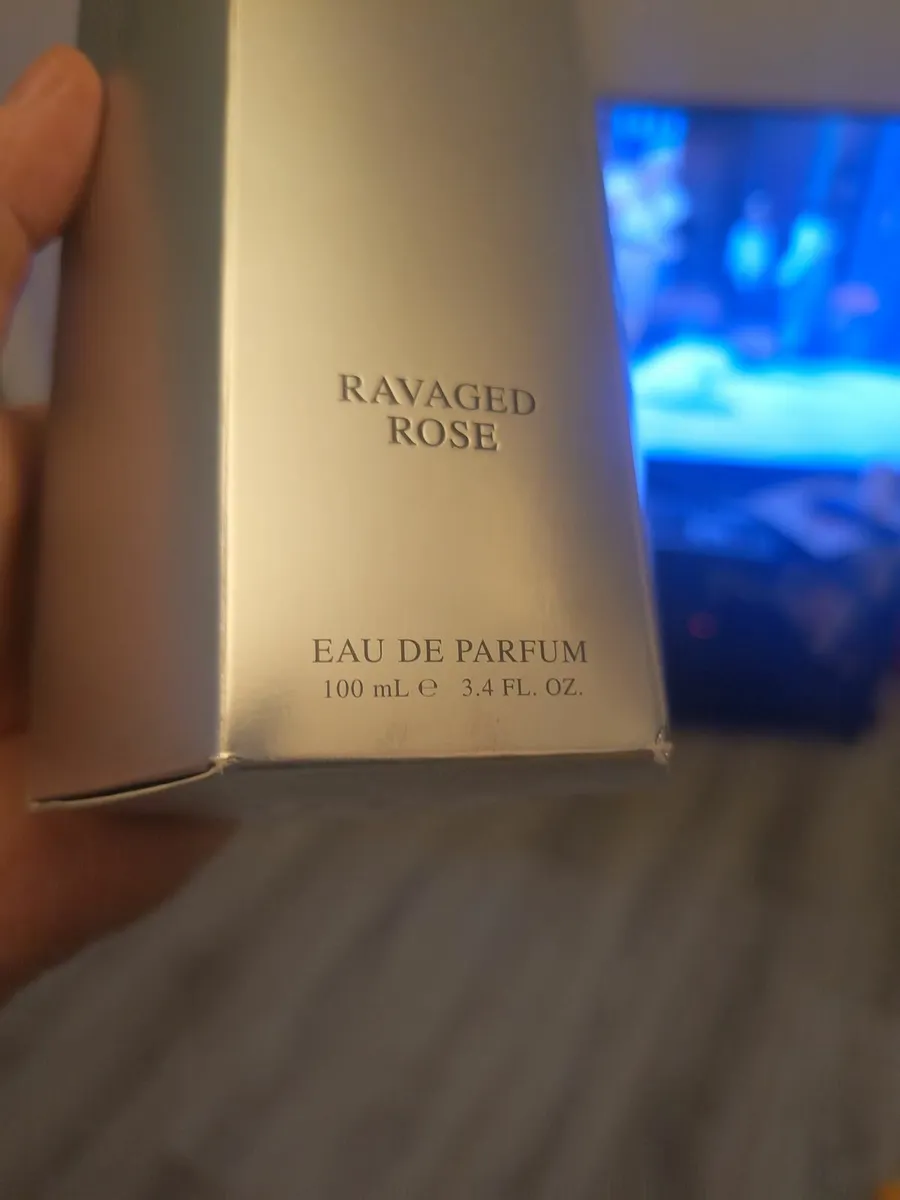 RAVAGED
ROSE
EAU DE PARFUM
100 mL ℮ 3.4 FL. OZ.